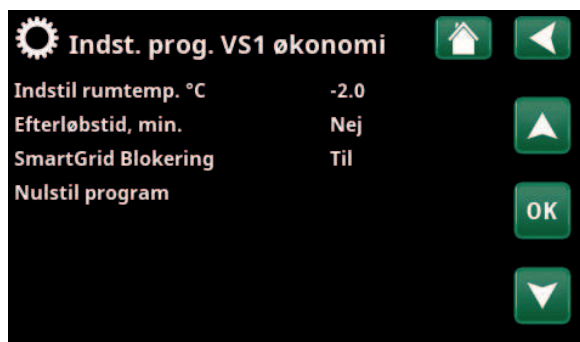 Indst. prog. VS1 økonomi
Indstil rumtemp. °C -2.0
Efterløbstid, min. Nej
SmartGrid Blokering Til
Nulstil program
OK